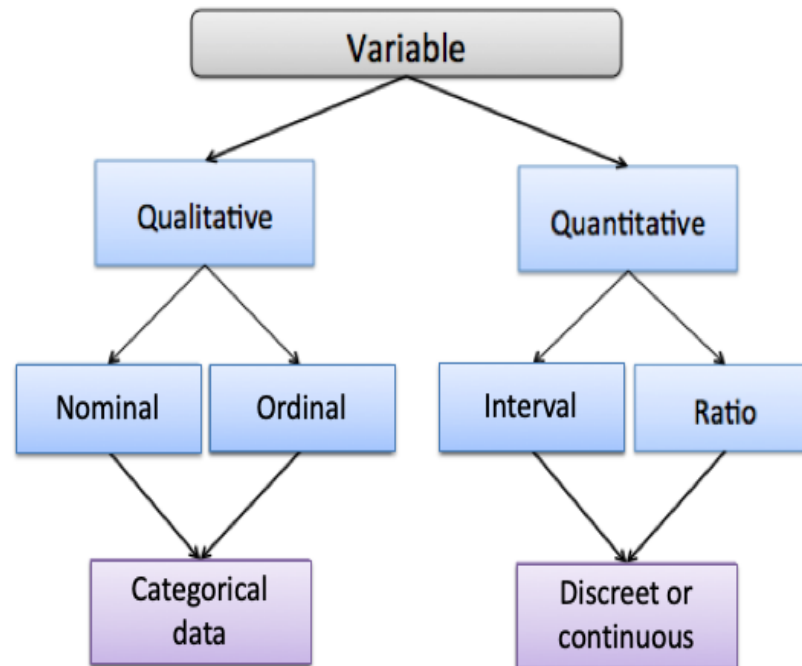 Variable
Qualitative
Quantitative
Nominal
Ordinal
Interval
Ratio
Categorical
data
Discreet or
continuous